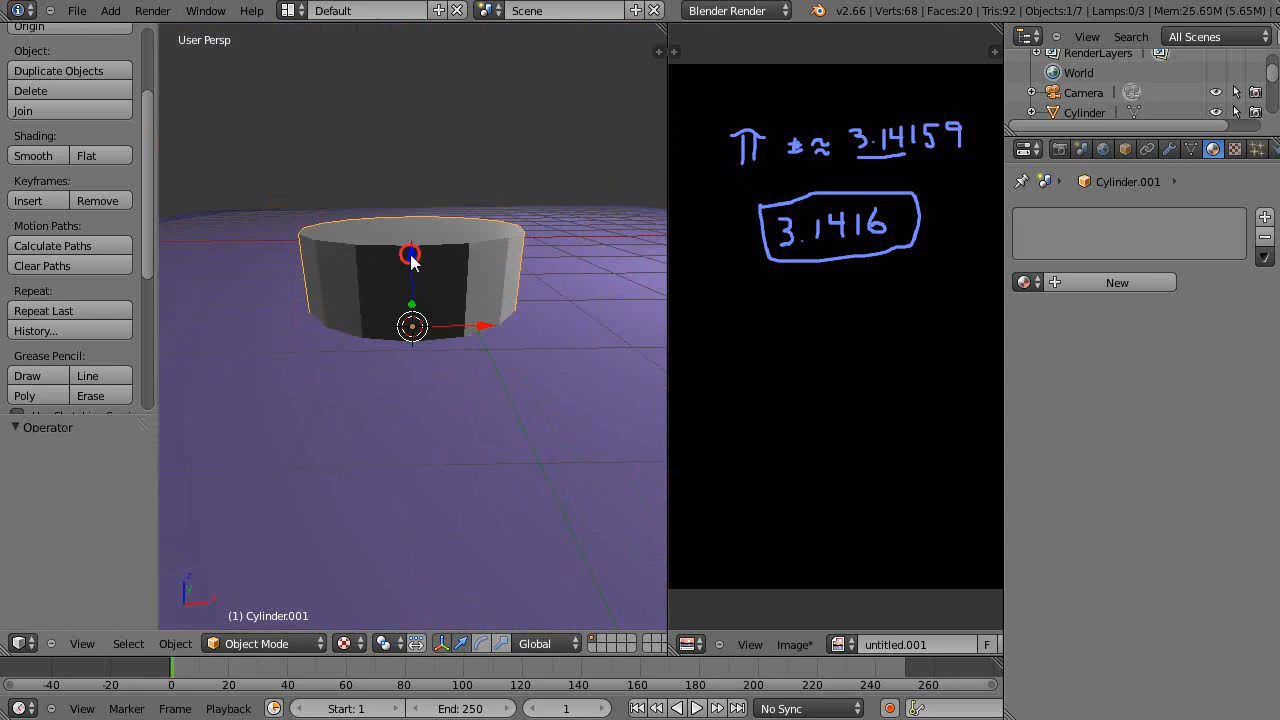 File Add Render Window Help Default Scene Blender Render v2.66 | Verts:68 | Faces:20 | Tris:92 | Objects:1/7 | Lamps:0/3 | Mem:25.65M (5.65M) | C
Origin
Object:
Duplicate Objects
Delete
Join
Shading:
Smooth Flat
Keyframes:
Insert Remove
Motion Paths:
Calculate Paths
Clear Paths
Repeat:
Repeat Last
History...
Grease Pencil:
Draw Line
Poly Erase
Operator
User Persp
z
(1) Cylinder.001
π ≈ 3.14159
3.1416
View Search All Scenes
RenderLayers
World
Camera
Cylinder
Cylinder.001
New
View Select Object Object Mode Global
View Image* untitled.001 F
-40 -20 0 20 40 60 80 100 120 140 160 180 200 220 240 260
View Marker Frame Playback Start: 1 End: 250 1 No Sync